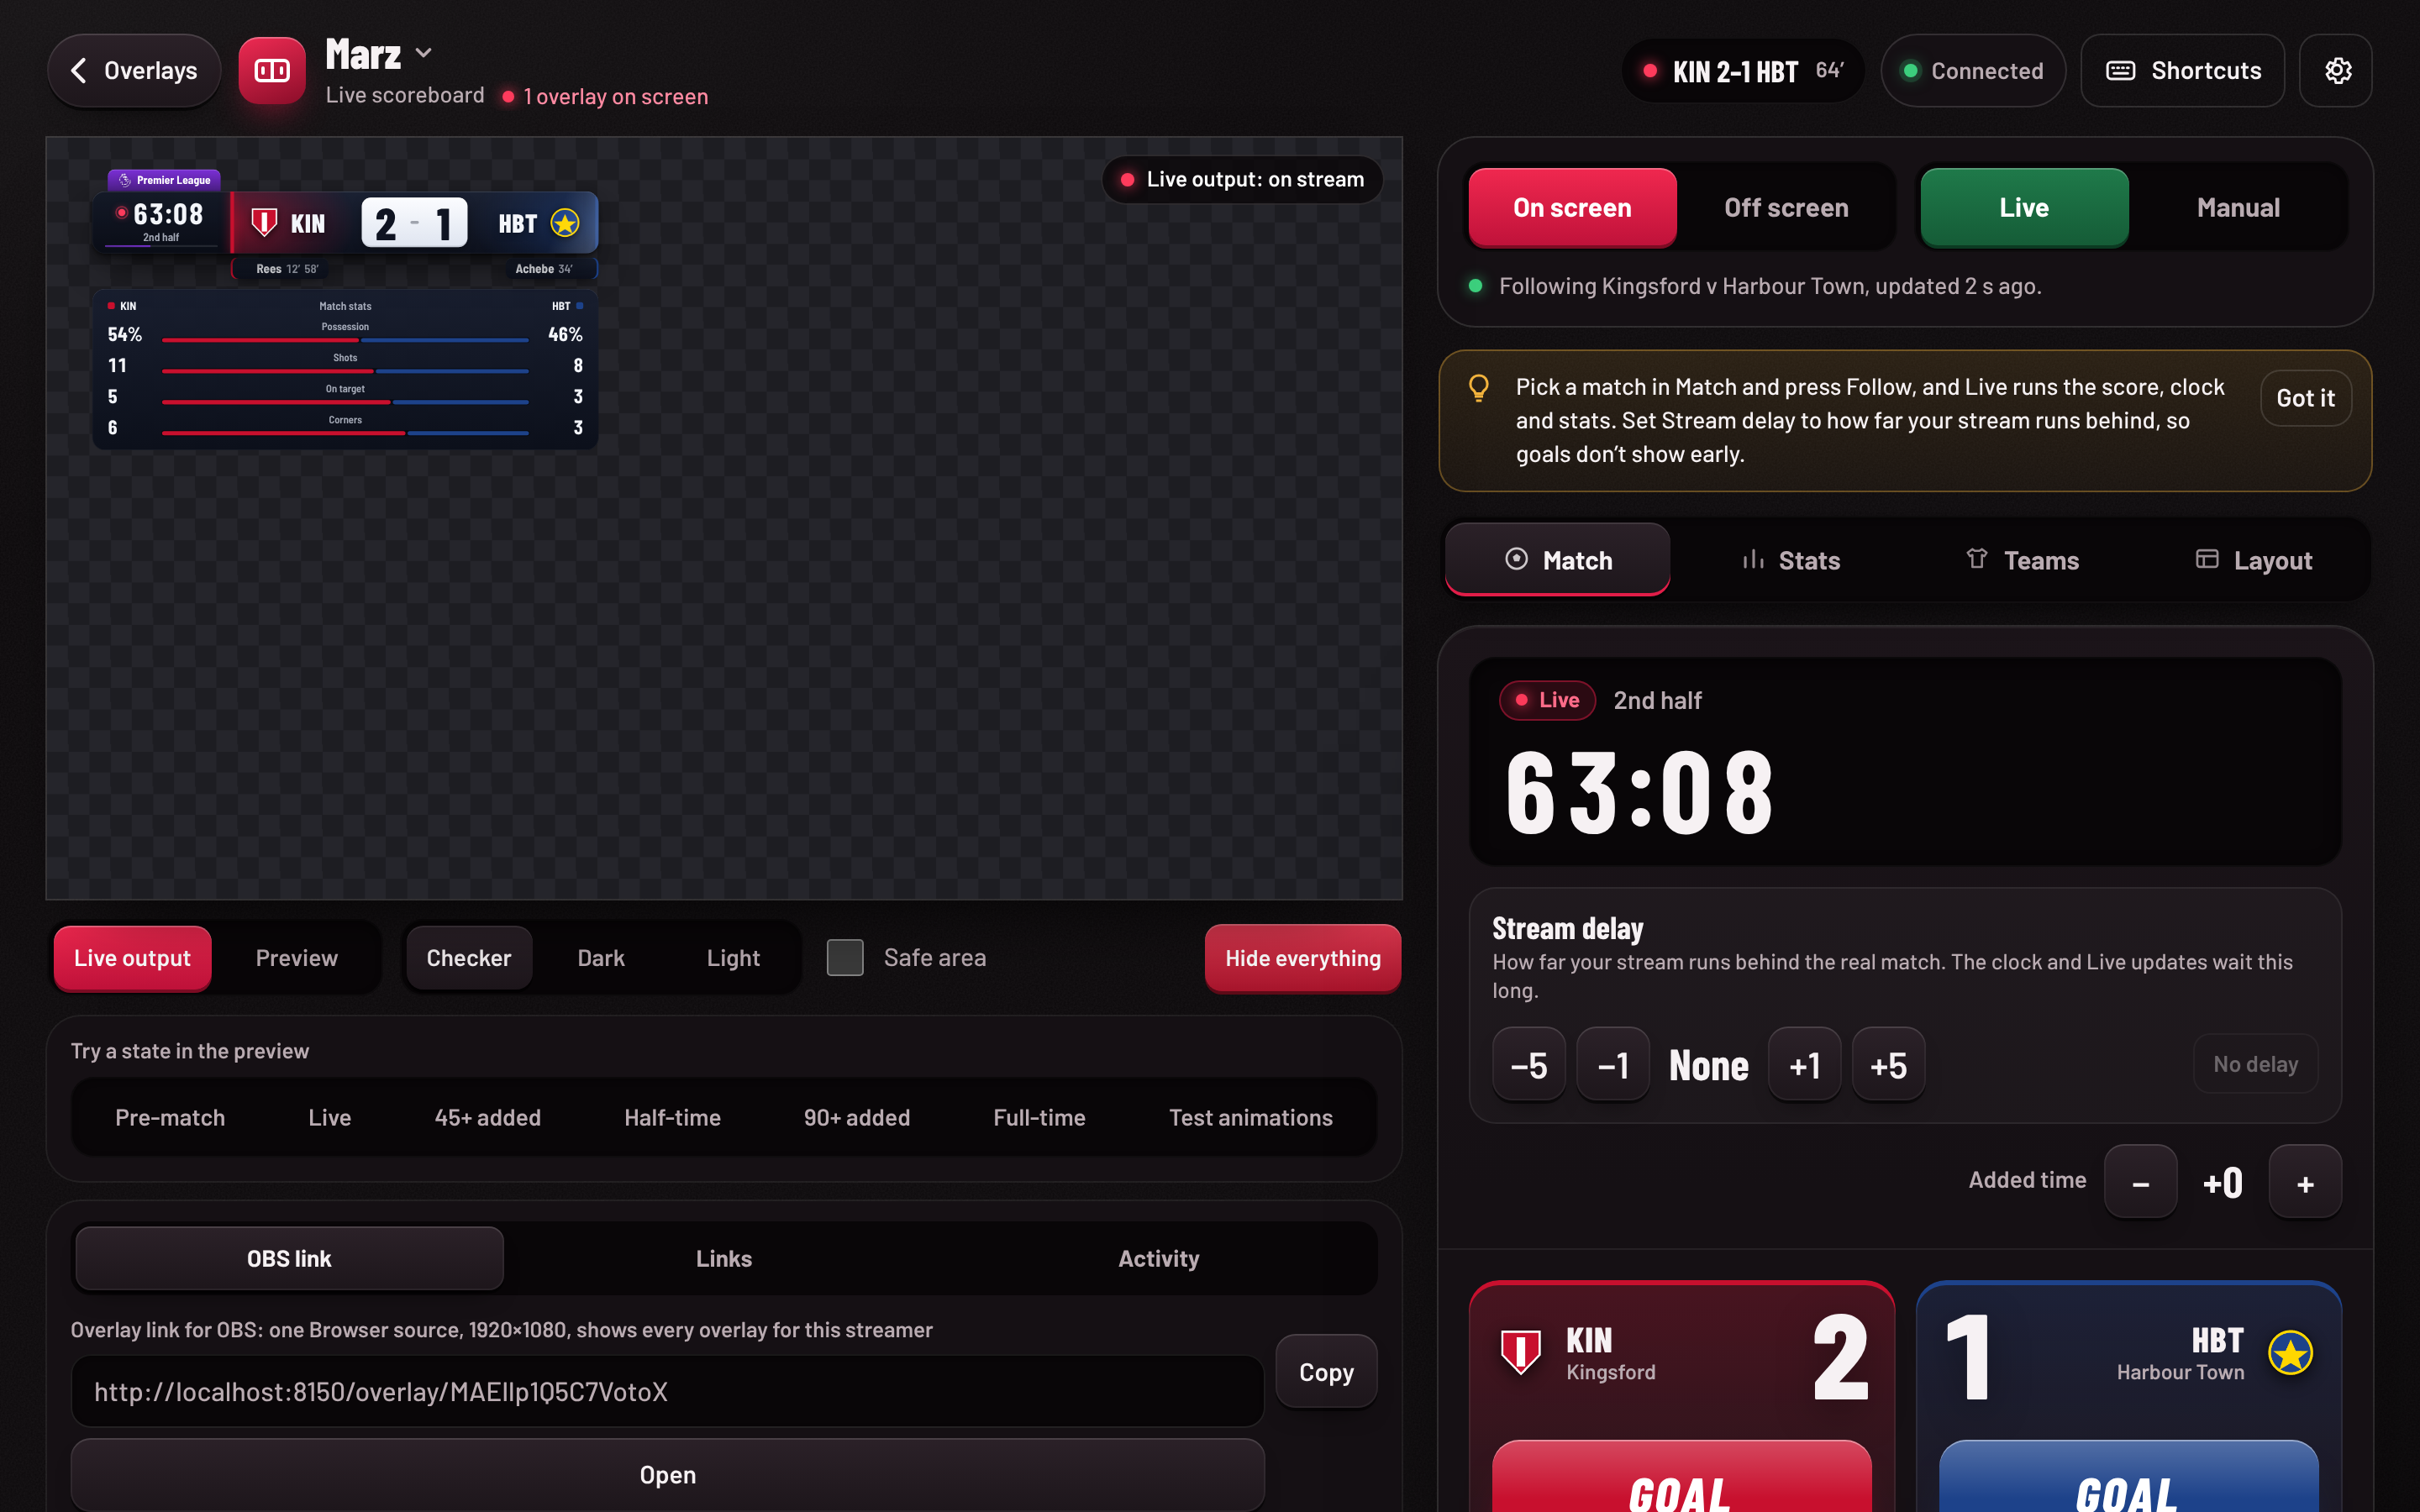 Overlays
Marz
Live scoreboard
1 overlay on screen
KIN 2–1 HBT 64′
Connected
Shortcuts
Premier League
63:08
2nd half
KIN
2 - 1
HBT
Rees 12′ 58′
Achebe 34′
KIN
Match stats
HBT
Possession
54%
46%
Shots
11
8
On target
5
3
Corners
6
3
Live output: on stream
Live output
Preview
Checker
Dark
Light
Safe area
Hide everything
Try a state in the preview
Pre-match
Live
45+ added
Half-time
90+ added
Full-time
Test animations
OBS link
Links
Activity
Overlay link for OBS: one Browser source, 1920×1080, shows every overlay for this streamer
http://localhost:8150/overlay/MAEIlp1Q5C7VotoX
Copy
Open
On screen
Off screen
Live
Manual
Following Kingsford v Harbour Town, updated 2 s ago.
Pick a match in Match and press Follow, and Live runs the score, clock
and stats. Set Stream delay to how far your stream runs behind, so
goals don’t show early.
Got it
Match
Stats
Teams
Layout
Live
2nd half
63:08
Stream delay
How far your stream runs behind the real match. The clock and Live updates wait this
long.
−5
−1
None
+1
+5
No delay
Added time
−
+0
+
KIN
Kingsford
2
1
HBT
Harbour Town
GOAL
GOAL